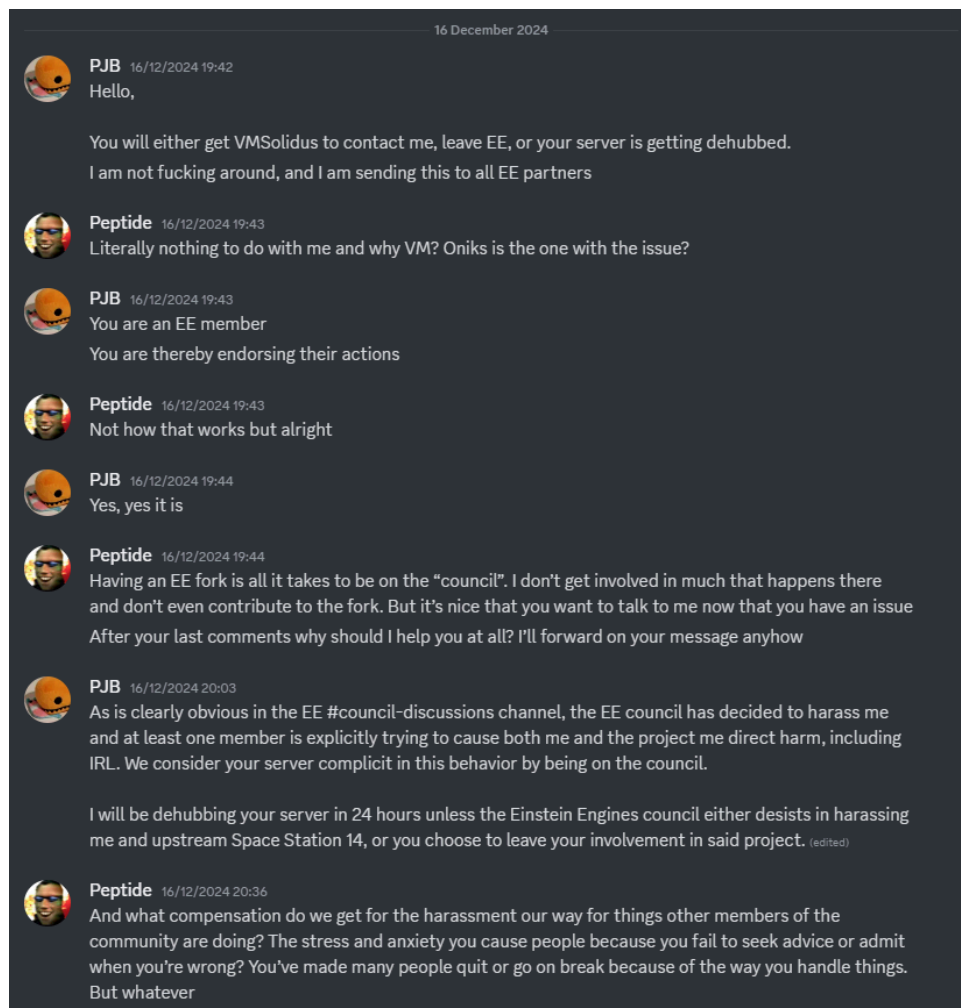 16 December 2024
PJB 16/12/2024 19:42
Hello,
You will either get VMSolidus to contact me, leave EE, or your server is getting dehubbed.
I am not fucking around, and I am sending this to all EE partners
Peptide 16/12/2024 19:43
Literally nothing to do with me and why VM? Oniks is the one with the issue?
PJB 16/12/2024 19:43
You are an EE member
You are thereby endorsing their actions
Peptide 16/12/2024 19:43
Not how that works but alright
PJB 16/12/2024 19:44
Yes, yes it is
Peptide 16/12/2024 19:44
Having an EE fork is all it takes to be on the “council”. I don’t get involved in much that happens there
and don’t even contribute to the fork. But it’s nice that you want to talk to me now that you have an issue
After your last comments why should I help you at all? I’ll forward on your message anyhow
PJB 16/12/2024 20:03
As is clearly obvious in the EE #council-discussions channel, the EE council has decided to harass me
and at least one member is explicitly trying to cause both me and the project me direct harm, including
IRL. We consider your server complicit in this behavior by being on the council.
I will be dehubbing your server in 24 hours unless the Einstein Engines council either desists in harassing
me and upstream Space Station 14, or you choose to leave your involvement in said project. (edited)
Peptide 16/12/2024 20:36
And what compensation do we get for the harassment our way for things other members of the
community are doing? The stress and anxiety you cause people because you fail to seek advice or admit
when you’re wrong? You’ve made many people quit or go on break because of the way you handle things.
But whatever